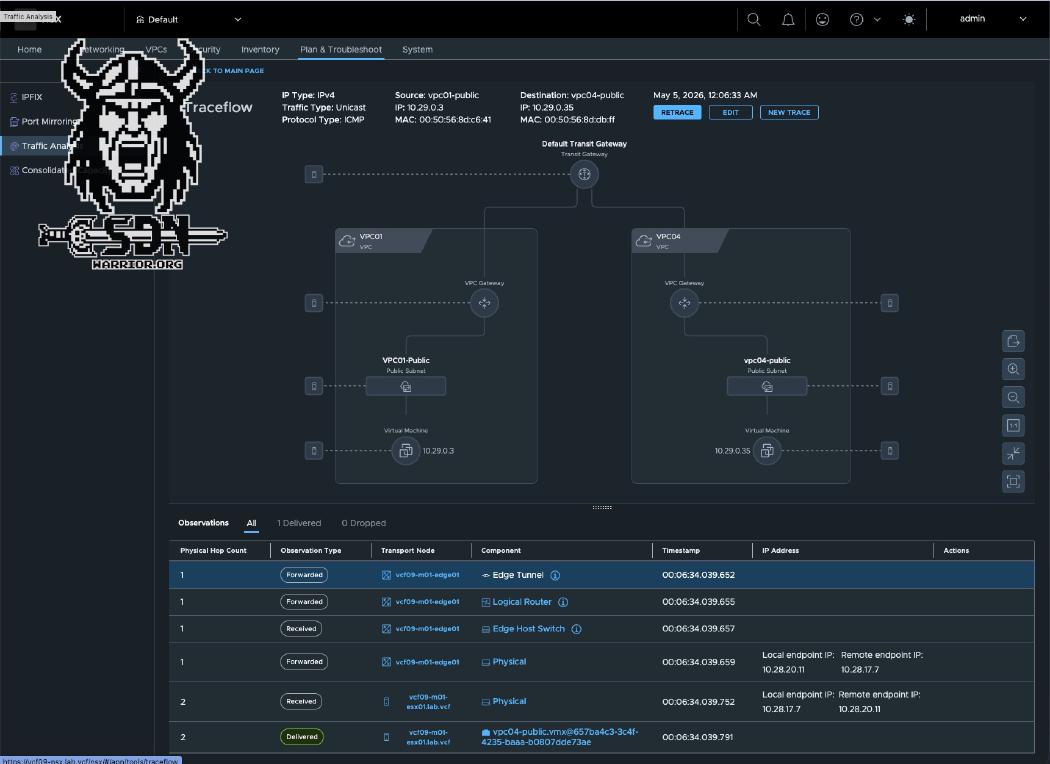 Traffic Analysis
Default
admin
Home
etworking
VPCs
curity
Inventory
Plan & Troubleshoot
System
CK TO MAIN PAGE
IPFIX
Port Mirroring
Traffic Analy
Consolidat
SDN
WARRIOR.ORG
Traceflow
IP Type: IPv4
Traffic Type: Unicast
Protocol Type: ICMP
Source: vpc01-public
IP: 10.29.0.3
MAC: 00:50:56:8d:c6:41
Destination: vpc04-public
IP: 10.29.0.35
MAC: 00:50:56:8d:db:ff
May 5, 2026, 12:06:33 AM
RETRACE
EDIT
NEW TRACE
Default Transit Gateway
Transit Gateway
VPC01
VPC
VPC04
VPC
VPC Gateway
VPC Gateway
VPC01-Public
Public Subnet
vpc04-public
Public Subnet
Virtual Machine
10.29.0.3
Virtual Machine
10.29.0.35
1:1
Observations
All
1 Delivered
0 Dropped
Physical Hop Count Observation Type Transport Node Component Timestamp IP Address Actions
1 Forwarded vcf09-m01-edge01 Edge Tunnel 00:06:34.039.652
1 Forwarded vcf09-m01-edge01 Logical Router 00:06:34.039.655
1 Received vcf09-m01-edge01 Edge Host Switch 00:06:34.039.657
1 Forwarded vcf09-m01-edge01 Physical 00:06:34.039.659
Local endpoint IP: Remote endpoint IP:
10.28.20.11 10.28.17.7
2 Received
vcf09-m01-
esx01.lab.vcf
Physical 00:06:34.039.752
Local endpoint IP: Remote endpoint IP:
10.28.17.7 10.28.20.11
2 Delivered
vcf09-m01-
esx01.lab.vcf
vpc04-public.vmx@657ba4c3-3c4f-
4235-baaa-b0807dde73ae
00:06:34.039.791